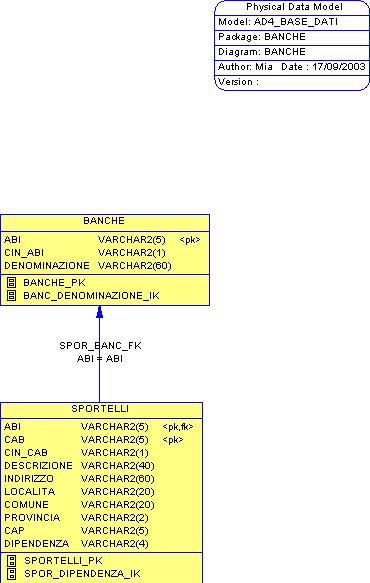 Physical Data Model
Model: AD4_BASE_DATI
Package: BANCHE
Diagram: BANCHE
Author: Mia Date : 17/09/2003
Version :
BANCHE
ABI VARCHAR2(5) <pk>
CIN_ABI VARCHAR2(1)
DENOMINAZIONE VARCHAR2(60)
BANCHE_PK
BANC_DENOMINAZIONE_IK
SPOR_BANC_FK
ABI = ABI
SPORTELLI
ABI VARCHAR2(5) <pk,fk>
CAB VARCHAR2(5) <pk>
CIN_CAB VARCHAR2(1)
DESCRIZIONE VARCHAR2(40)
INDIRIZZO VARCHAR2(60)
LOCALITA VARCHAR2(20)
COMUNE VARCHAR2(20)
PROVINCIA VARCHAR2(2)
CAP VARCHAR2(5)
DIPENDENZA VARCHAR2(4)
SPORTELLI_PK
SPOR_DIPENDENZA_IK